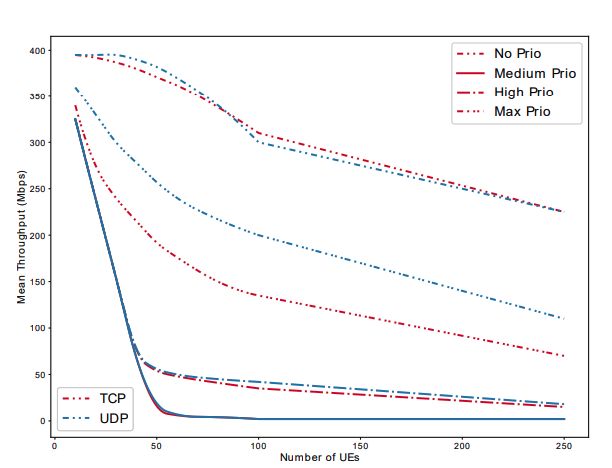 400
350
300
250
200
150
100
50
0
Mean Throughput (Mbps)
No Prio
Medium Prio
High Prio
Max Prio
TCP
UDP
0 50 100 150 200 250
Number of UEs